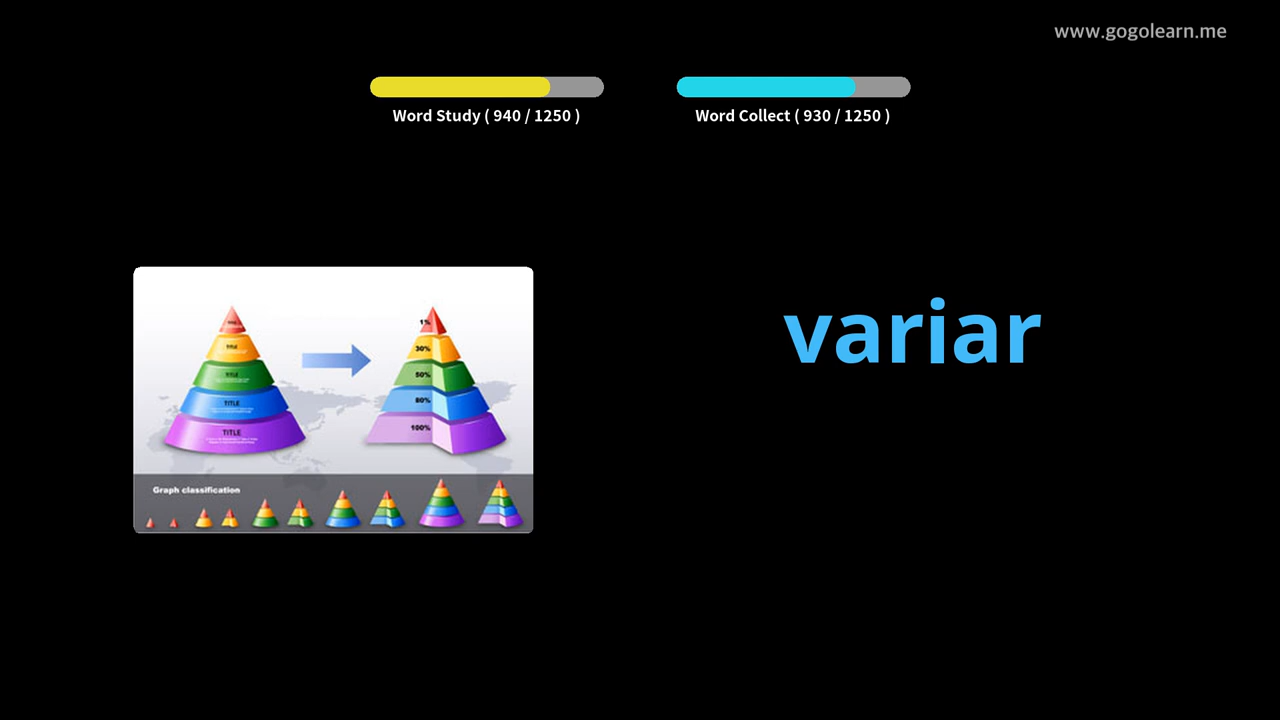 www.gogolearn.me
Word Study ( 940 / 1250 )
Word Collect ( 930 / 1250 )
variar
TITLE
TITLE
TITLE
TITLE
1%
30%
50%
80%
100%
Graph classification